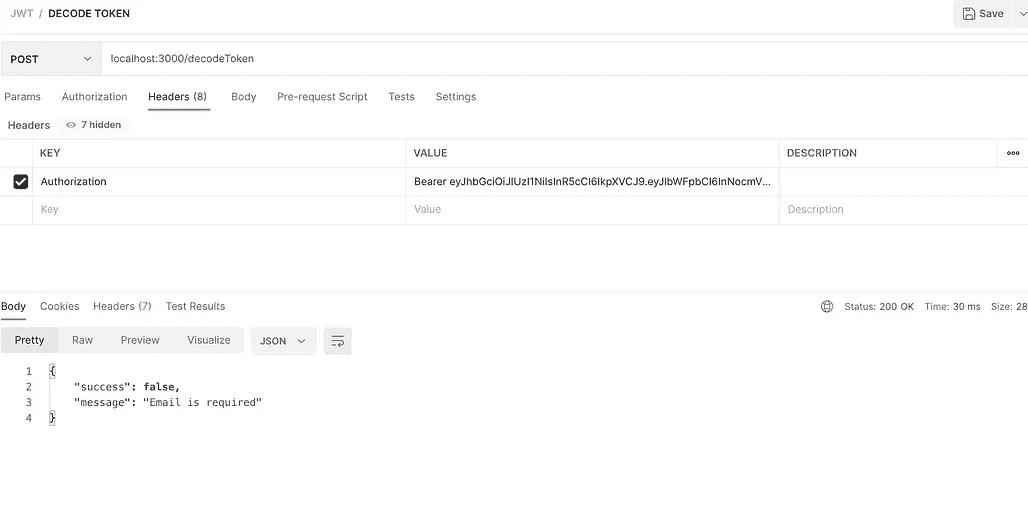 JWT / DECODE TOKEN
Save
POST
localhost:3000/decodeToken
Params Authorization Headers (8) Body Pre-request Script Tests Settings
Headers 7 hidden
KEY VALUE DESCRIPTION
Authorization Bearer eyJhbGciOiJIUzI1NiIsInR5cCI6IkpXVCJ9.eyJlbWFpbCI6InNocmV...
Key Value Description
Body Cookies Headers (7) Test Results
Status: 200 OK Time: 30 ms Size: 28
Pretty Raw Preview Visualize JSON
1 {
2 "success": false,
3 "message": "Email is required"
4 }